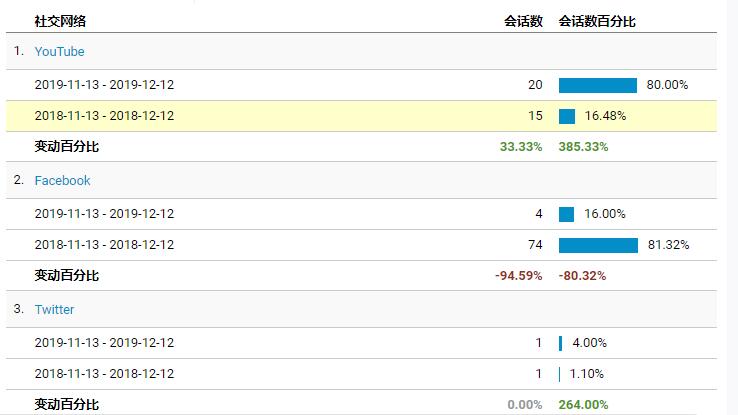 社交网络 会话数 会话数百分比
1. YouTube
2019-11-13 - 2019-12-12 20 80.00%
2018-11-13 - 2018-12-12 15 16.48%
变动百分比 33.33% 385.33%
2. Facebook
2019-11-13 - 2019-12-12 4 16.00%
2018-11-13 - 2018-12-12 74 81.32%
变动百分比 -94.59% -80.32%
3. Twitter
2019-11-13 - 2019-12-12 1 4.00%
2018-11-13 - 2018-12-12 1 1.10%
变动百分比 0.00% 264.00%